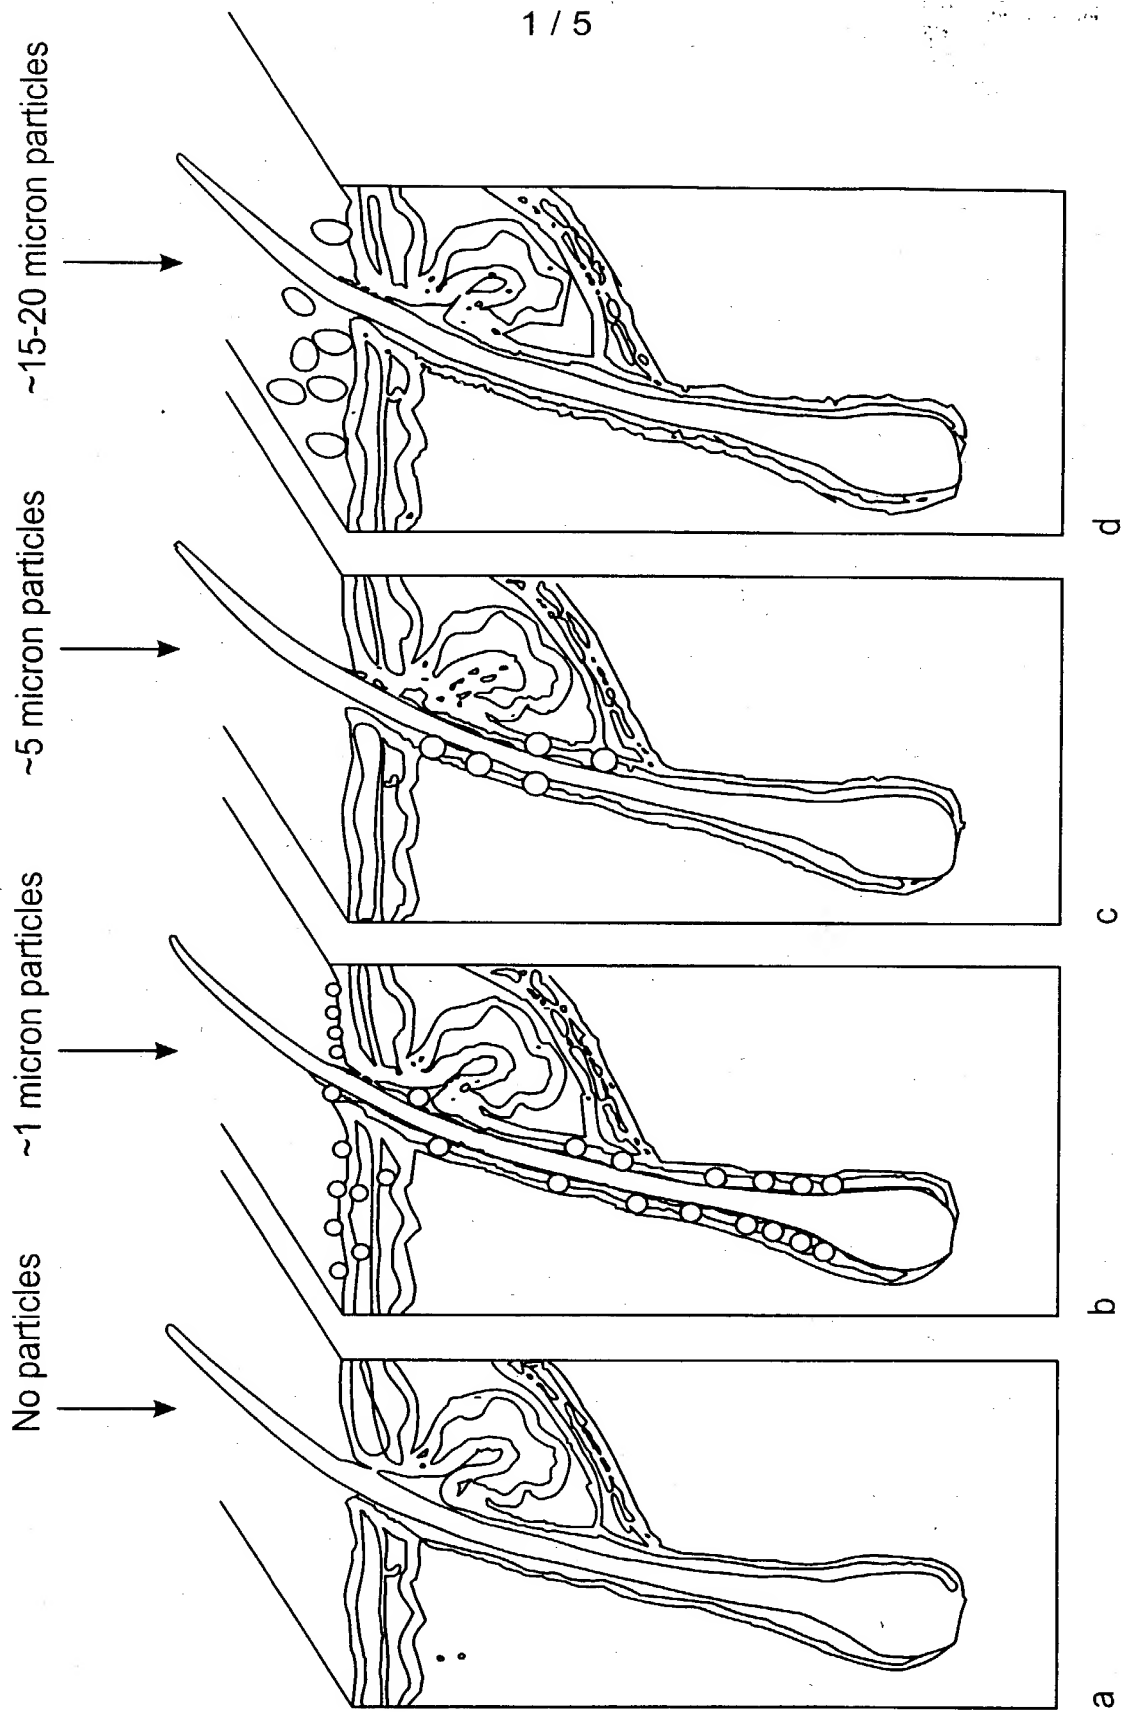 1 / 5
No particles
~1 micron particles
~5 micron particles
~15-20 micron particles
a
b
c
d